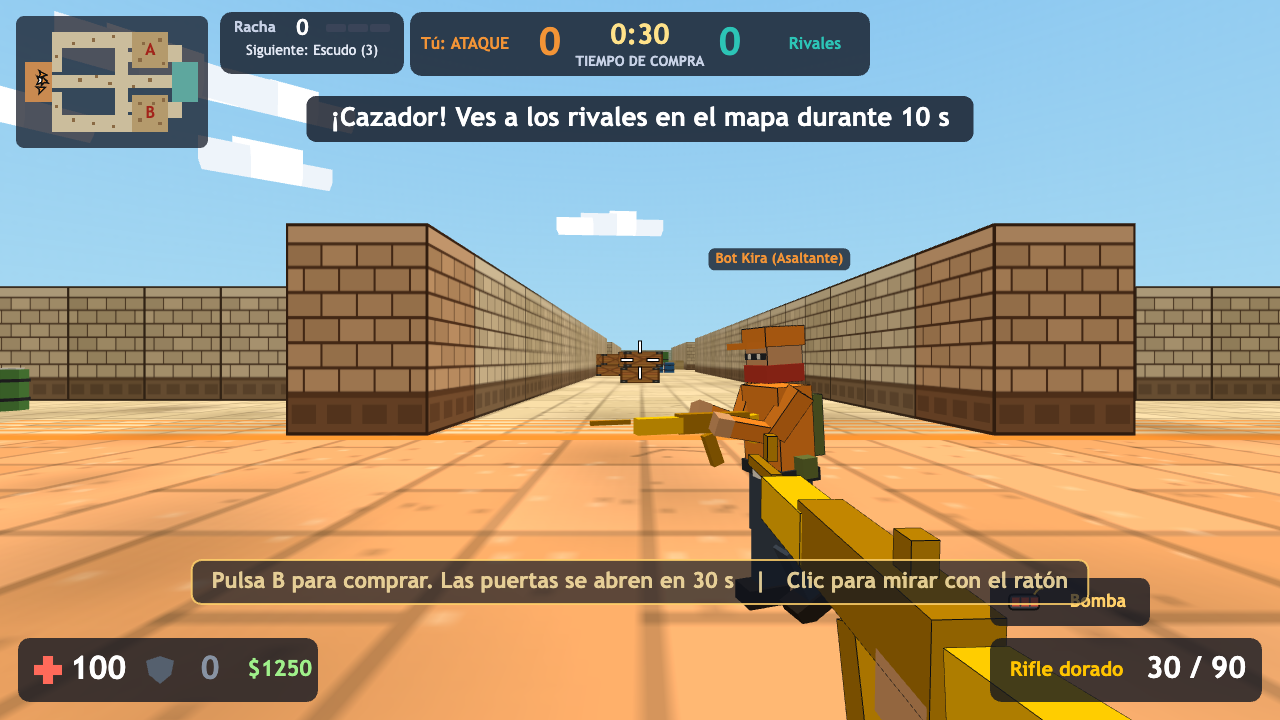 A
B
Racha 0
Siguiente: Escudo (3)
Tú: ATAQUE 0 0:30 0 Rivales
TIEMPO DE COMPRA
¡Cazador! Ves a los rivales en el mapa durante 10 s
Bot Kira (Asaltante)
Pulsa B para comprar. Las puertas se abren en 30 s | Clic para mirar con el ratón
Bomba
100 0 $1250
Rifle dorado 30 / 90